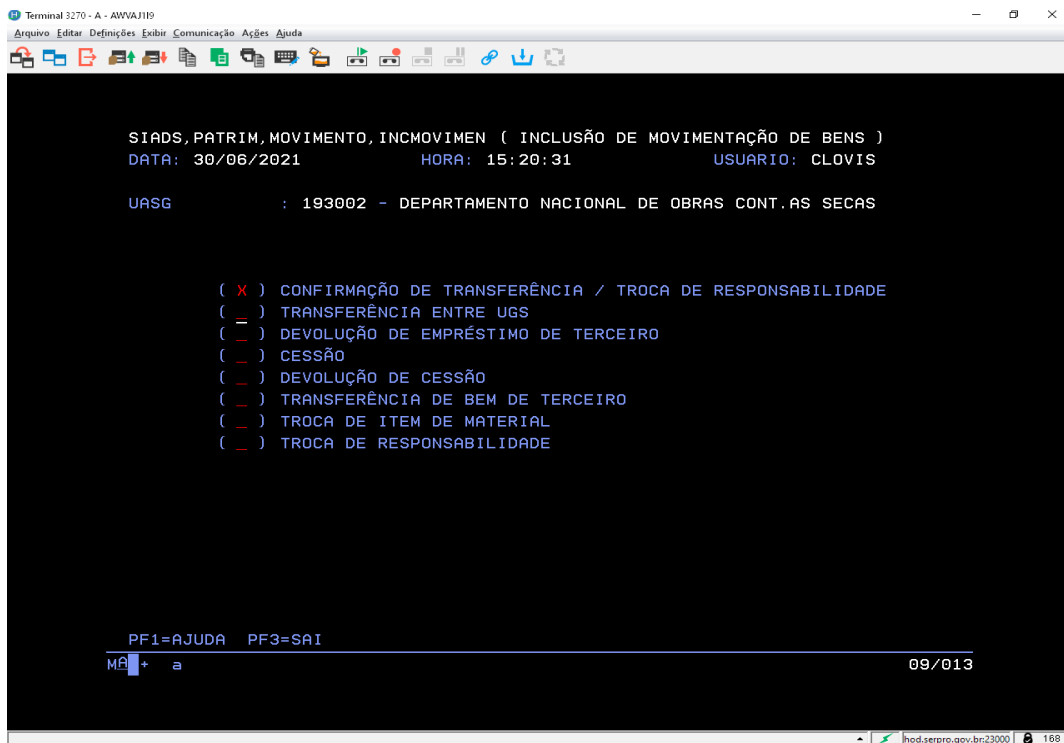 Terminal 3270 - A - AWVAJ1I9
Arquivo Editar Definições Exibir Comunicação Ações Ajuda
SIADS,PATRIM,MOVIMENTO,INCMOVIMEN ( INCLUSÃO DE MOVIMENTAÇÃO DE BENS )
DATA: 30/06/2021 HORA: 15:20:31 USUARIO: CLOVIS
UASG : 193002 - DEPARTAMENTO NACIONAL DE OBRAS CONT.AS SECAS
( X ) CONFIRMAÇÃO DE TRANSFERÊNCIA / TROCA DE RESPONSABILIDADE
( _ ) TRANSFERÊNCIA ENTRE UGS
( _ ) DEVOLUÇÃO DE EMPRÉSTIMO DE TERCEIRO
( _ ) CESSÃO
( _ ) DEVOLUÇÃO DE CESSÃO
( _ ) TRANSFERÊNCIA DE BEM DE TERCEIRO
( _ ) TROCA DE ITEM DE MATERIAL
( _ ) TROCA DE RESPONSABILIDADE
PF1=AJUDA PF3=SAI
MA + a 09/013
hod.serpro.gov.br:23000 168